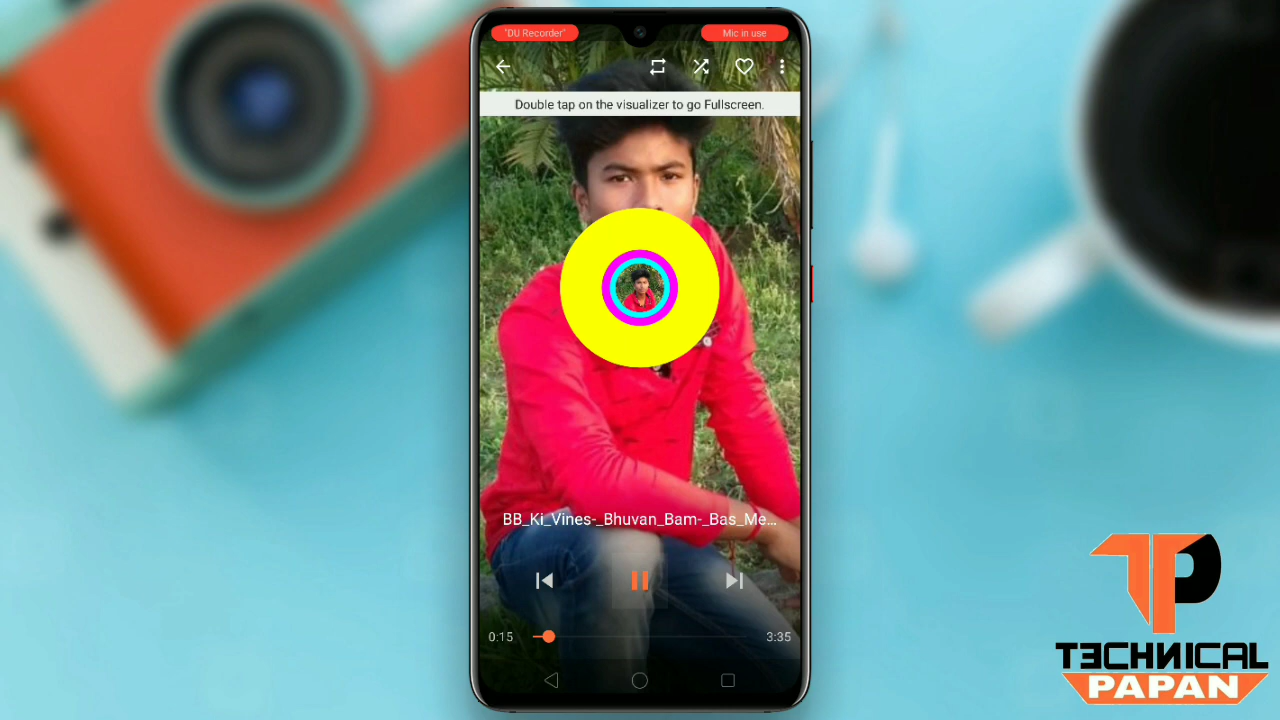 "DU Recorder"
Mic in use
Double tap on the visualizer to go Fullscreen.
BB_Ki_Vines-_Bhuvan_Bam-_Bas_Me…
0:15
3:35
TP
TECHNICAL
PAPAN